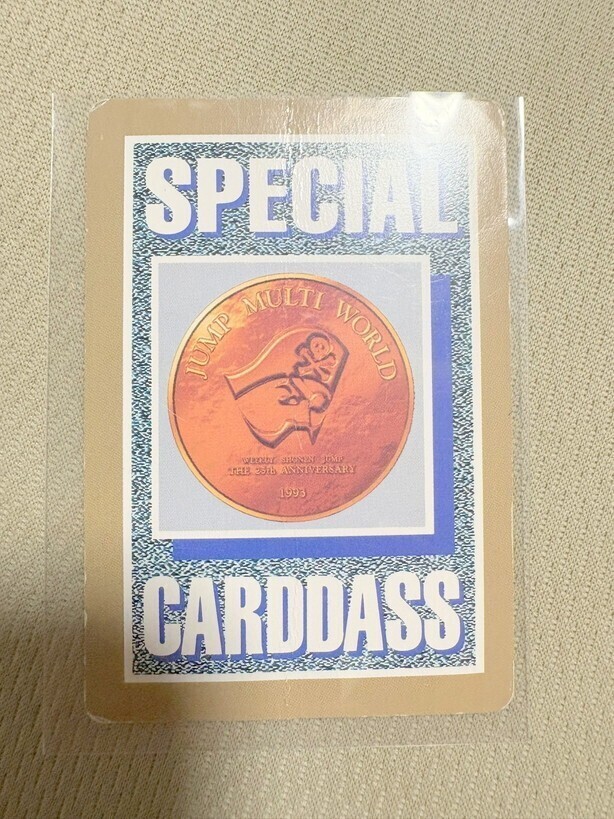 SPECIAL
JUMP MULTI WORLD
WEEKLY SHONEN JUMP
THE 25th ANNIVERSARY
1993
CARDDASS